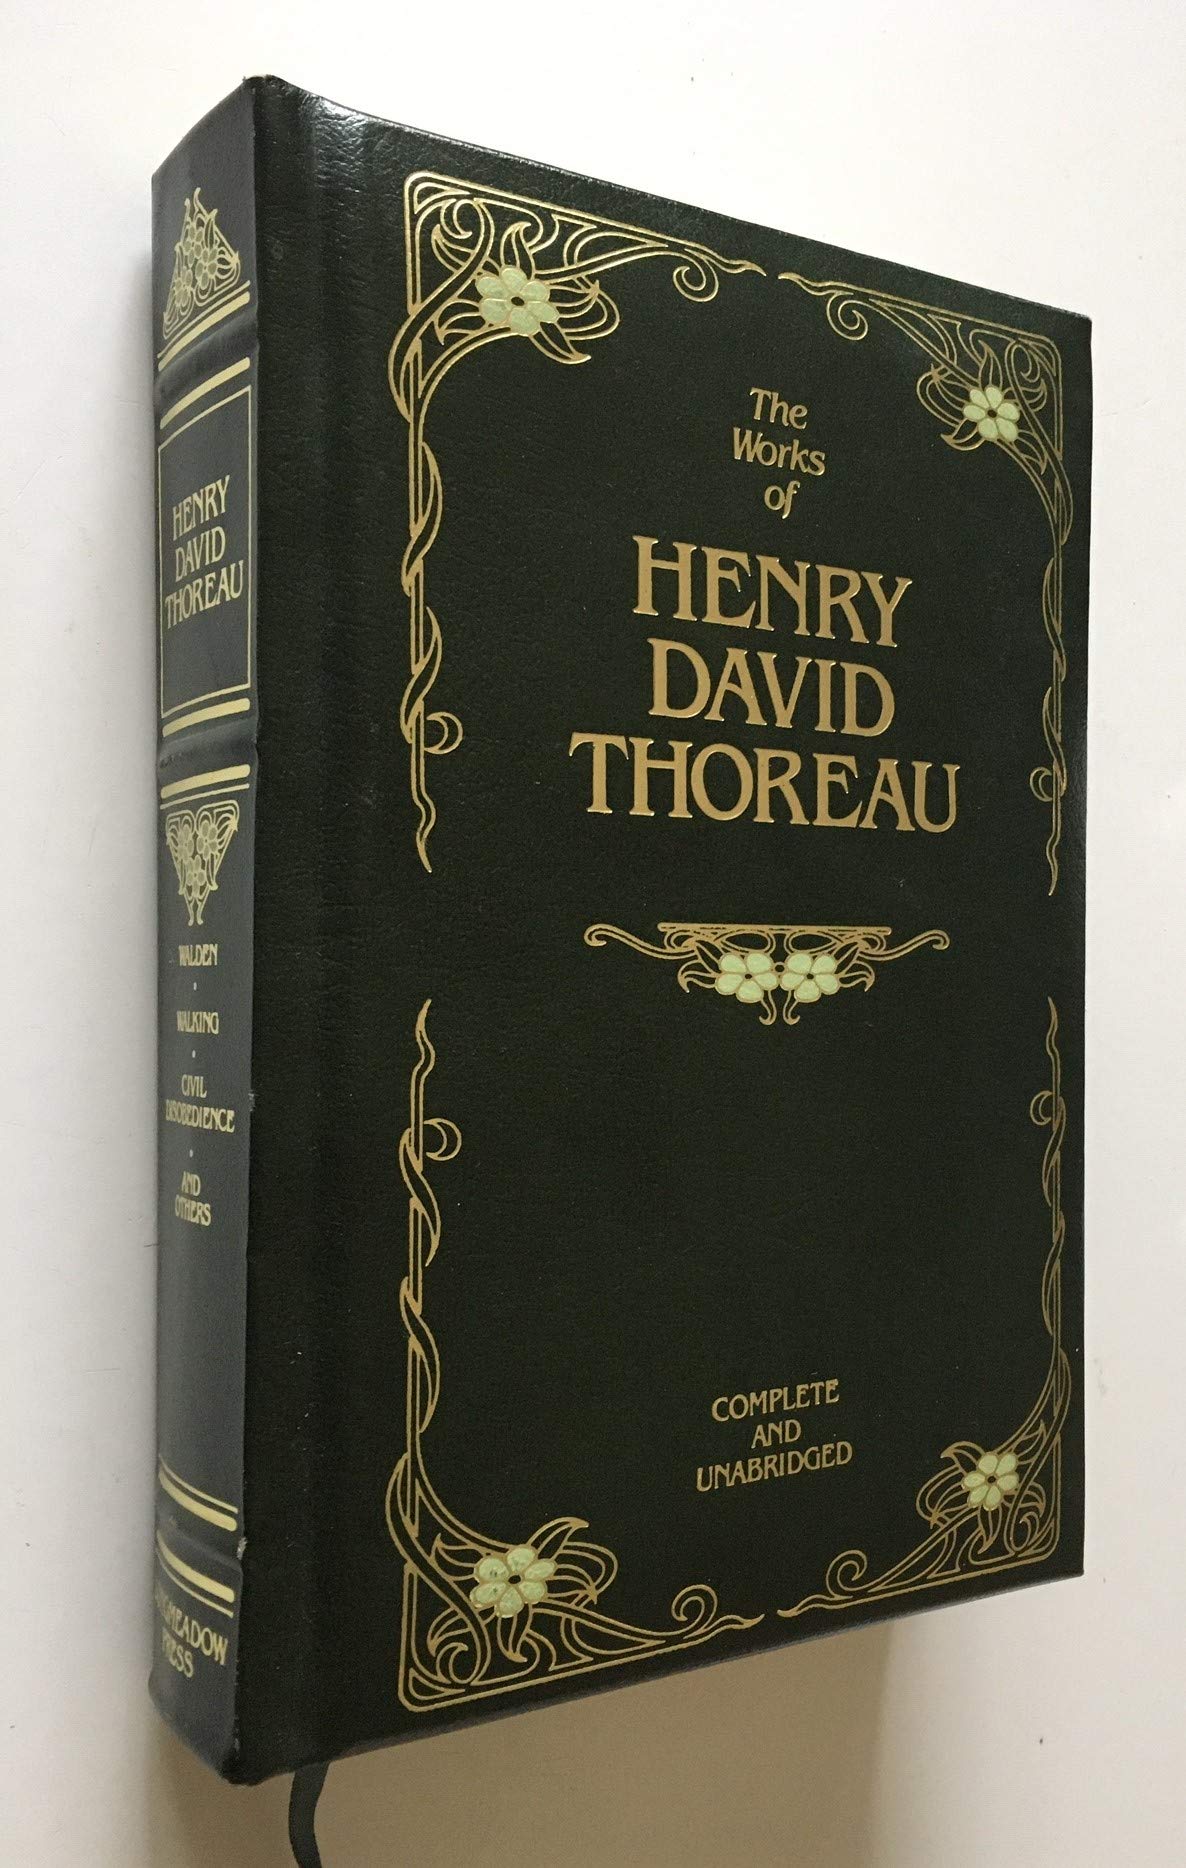 HENRY
DAVID
THOREAU
WALDEN
·
WALKING
·
CIVIL
DISOBEDIENCE
·
AND
OTHERS
PRESS
The
Works
of
HENRY
DAVID
THOREAU
COMPLETE
AND
UNABRIDGED